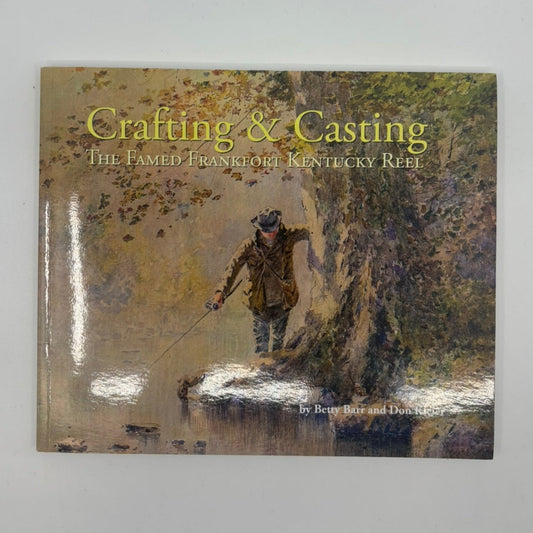 Crafting & Casting
The Famed Frankfort Kentucky Reel
by Betty Barr and Don